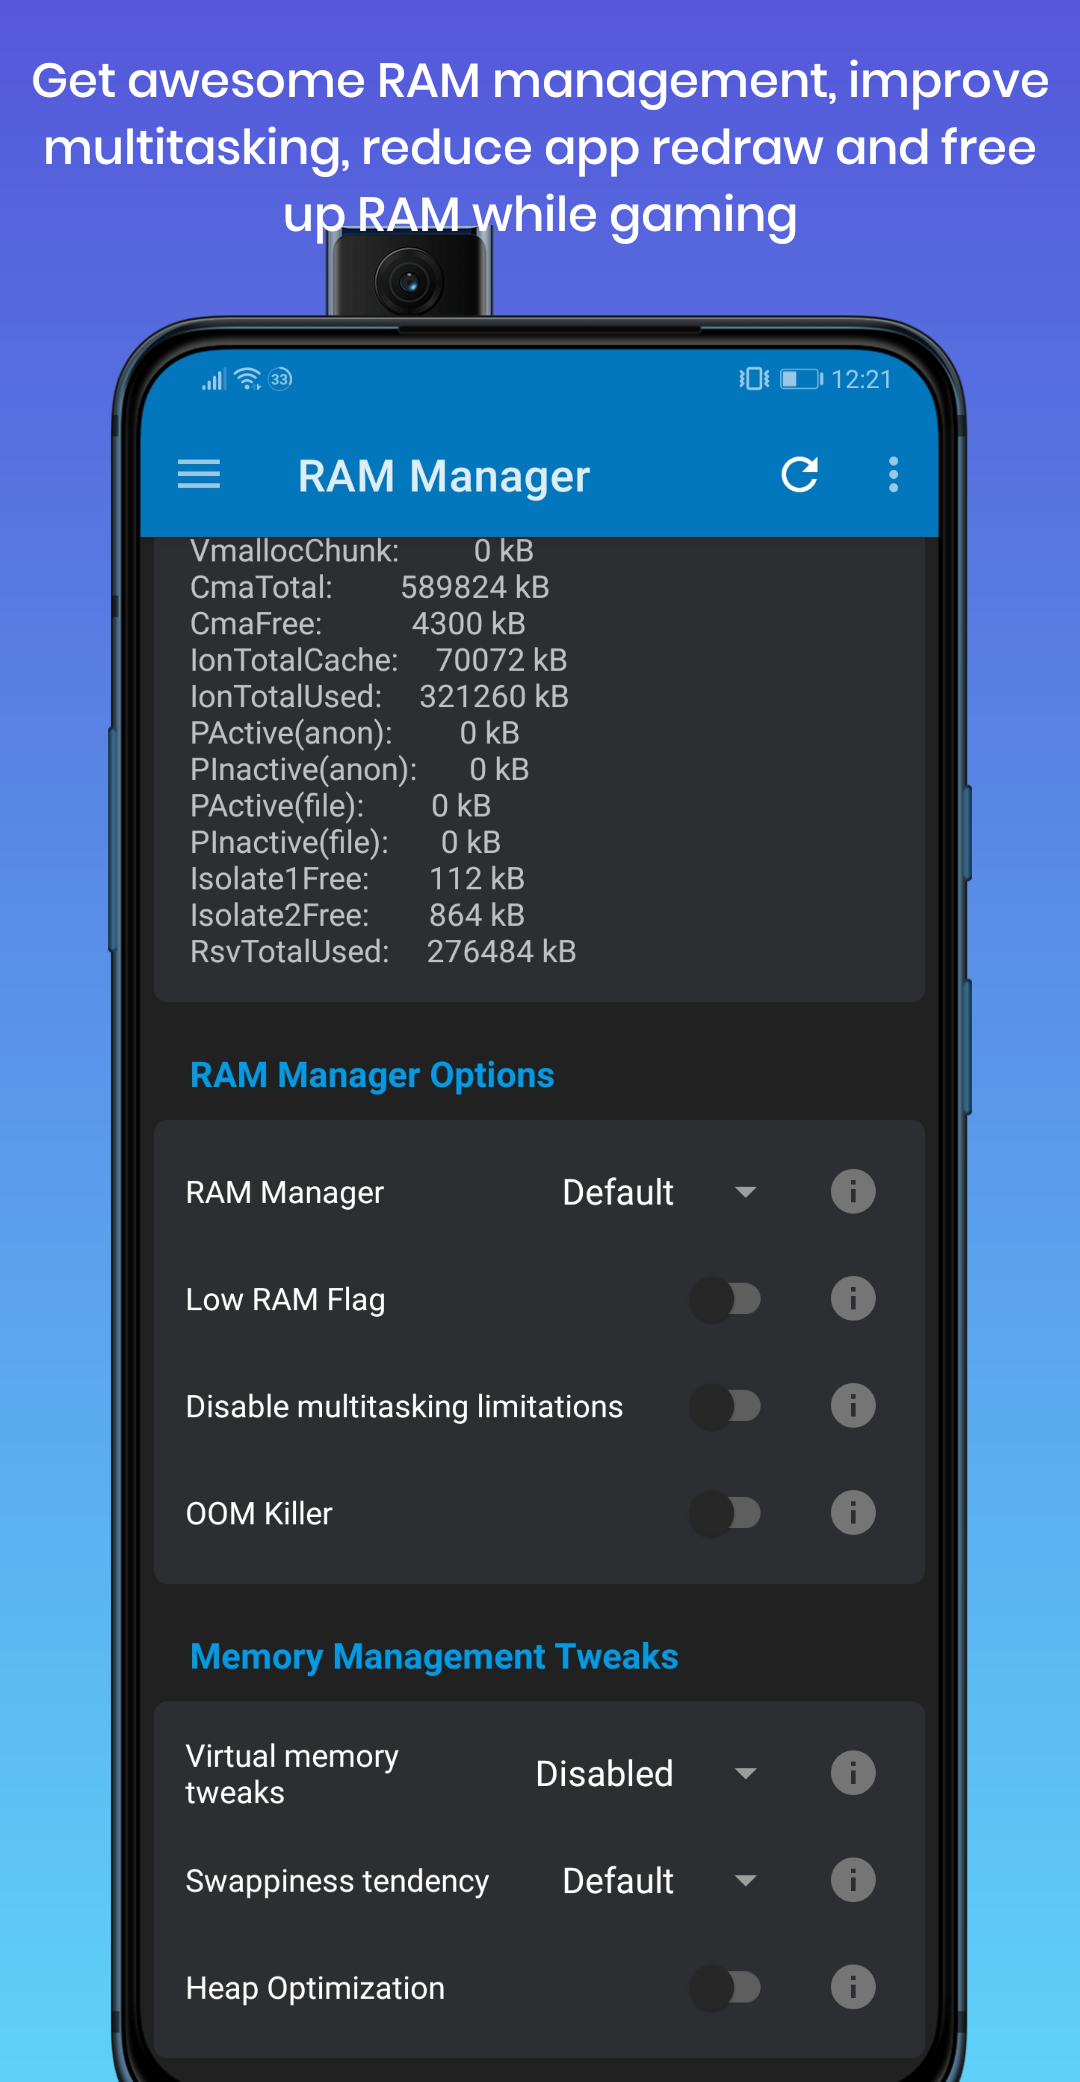 Get awesome RAM management, improve
multitasking, reduce app redraw and free
up RAM while gaming
33 12:21
RAM Manager
VmallocChunk: 0 kB
CmaTotal: 589824 kB
CmaFree: 4300 kB
IonTotalCache: 70072 kB
IonTotalUsed: 321260 kB
PActive(anon): 0 kB
PInactive(anon): 0 kB
PActive(file): 0 kB
PInactive(file): 0 kB
Isolate1Free: 112 kB
Isolate2Free: 864 kB
RsvTotalUsed: 276484 kB
RAM Manager Options
RAM Manager Default
Low RAM Flag
Disable multitasking limitations
OOM Killer
Memory Management Tweaks
Virtual memory
tweaks Disabled
Swappiness tendency Default
Heap Optimization